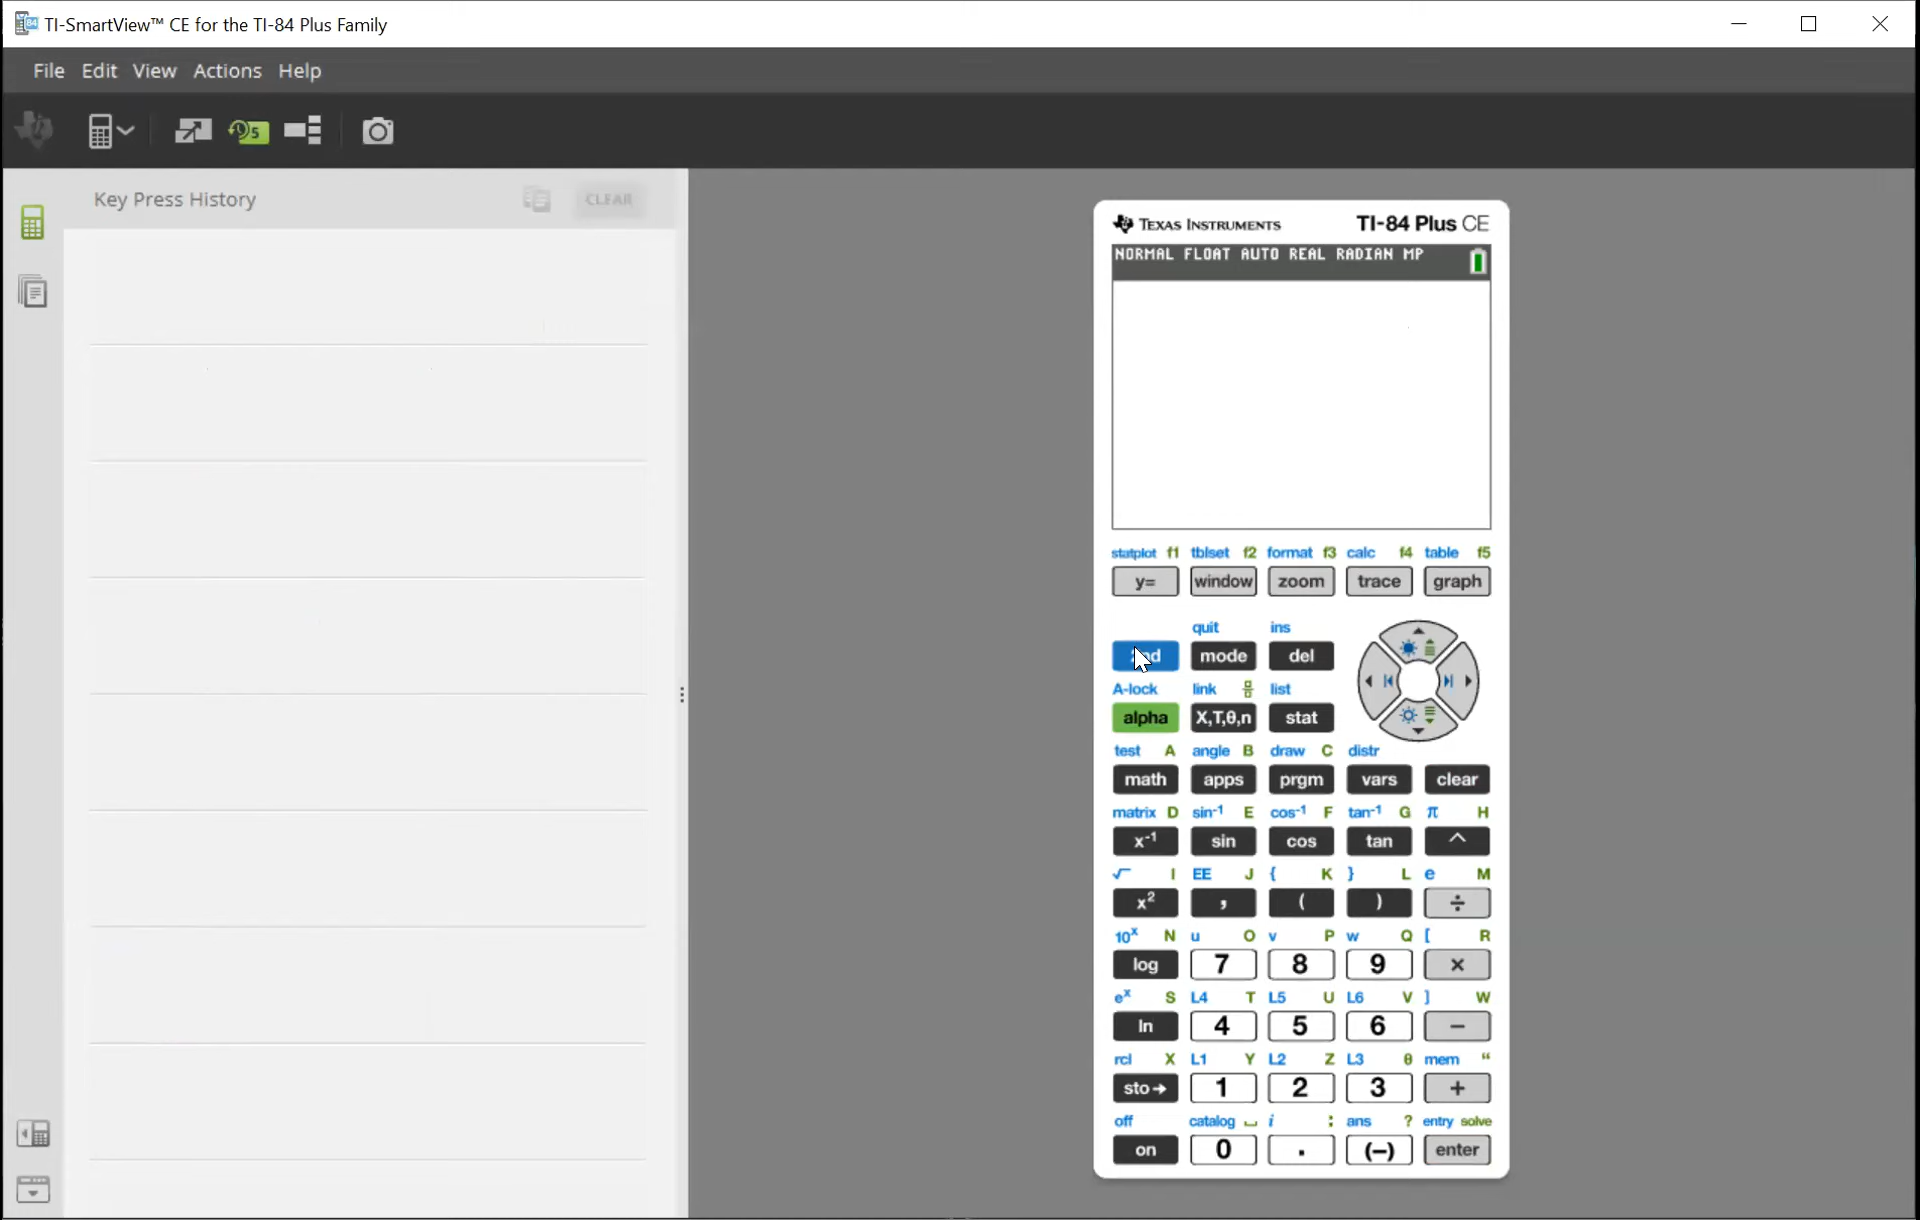 TI-SmartView™ CE for the TI-84 Plus Family
File Edit View Actions Help
5
Key Press History CLEAR
TEXAS INSTRUMENTS TI-84 Plus CE
NORMAL FLOAT AUTO REAL RADIAN MP
statplot f1 tblset f2 format f3 calc f4 table f5
y= window zoom trace graph
quit ins
2nd mode del
A-lock link list
alpha X,T,θ,n stat
test A angle B draw C distr
math apps prgm vars clear
matrix D sin⁻¹ E cos⁻¹ F tan⁻¹ G π H
x⁻¹ sin cos tan ^
√ I EE J { K } L e M
x² , ( ) ÷
10ˣ N u O v P w Q [ R
log 7 8 9 ×
eˣ S L4 T L5 U L6 V ] W
ln 4 5 6 −
rcl X L1 Y L2 Z L3 θ mem “
sto→ 1 2 3 +
off catalog ⎵ i : ans ? entry solve
on 0 . (−) enter